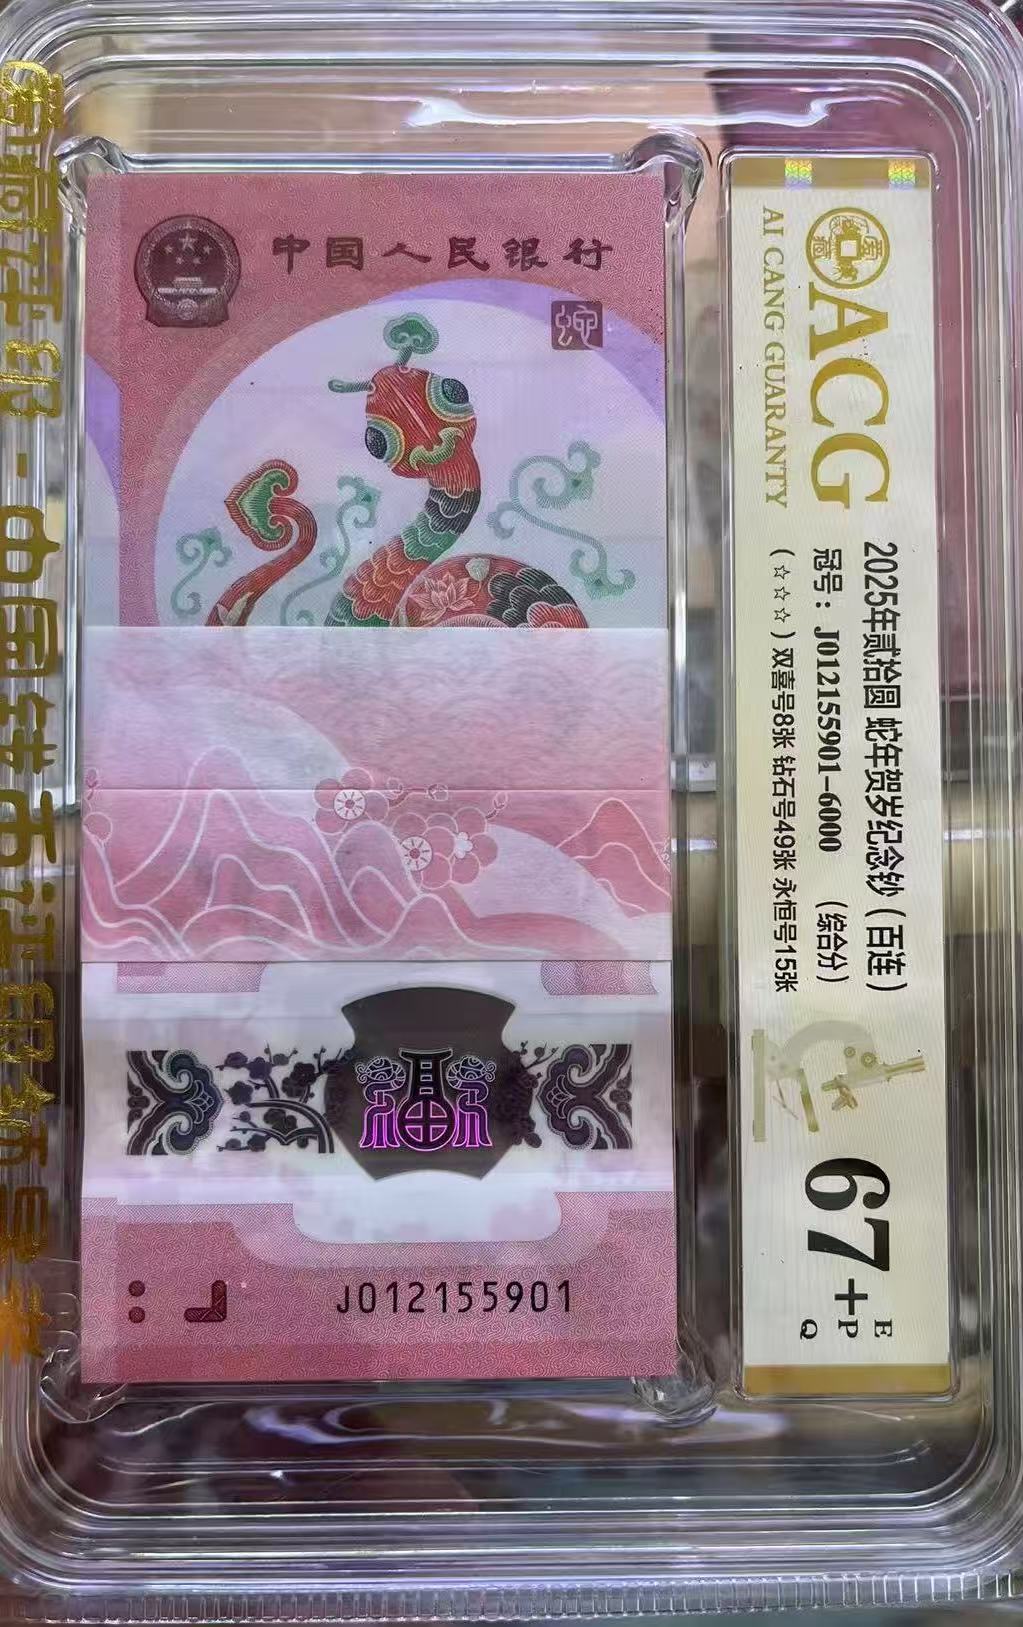 中国人民银行
蛇
福
J012155901
ACG
AI CANG GUARANTY
2025年贰拾圆 蛇年贺岁纪念钞（百连）
冠号：J012155901-6000 （综合分）
（☆☆☆）双喜号8张 钻石号49张 永恒号15张
67+
E
P
Q